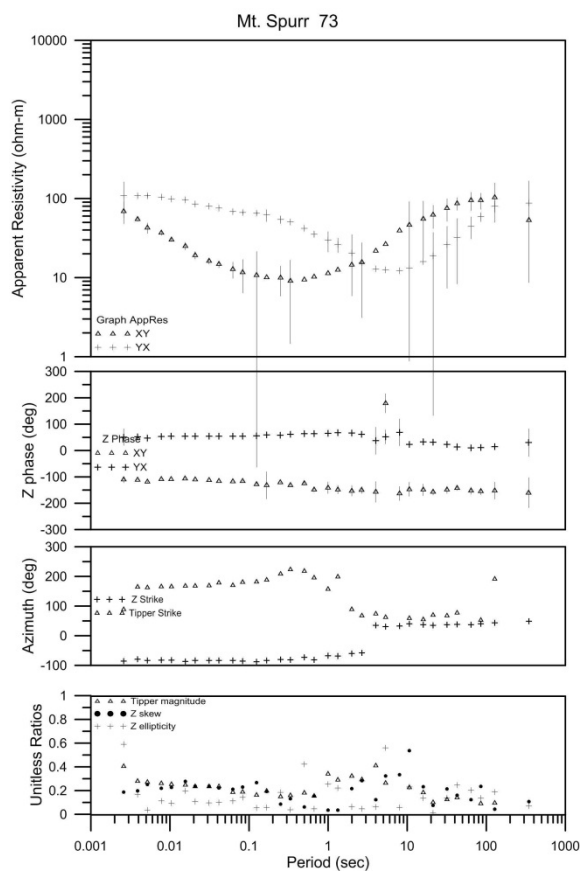 Mt. Spurr 73
10000
1000
100
10
1
Apparent Resistivity (ohm-m)
Graph AppRes
XY
YX
300
200
100
0
-100
-200
-300
Z phase (deg)
Z Phase
XY
YX
300
200
100
0
-100
Azimuth (deg)
Z Strike
Tipper Strike
1
0.8
0.6
0.4
0.2
0
Unitless Ratios
Tipper magnitude
Z skew
Z ellipticity
0.001 0.01 0.1 1 10 100 1000
Period (sec)